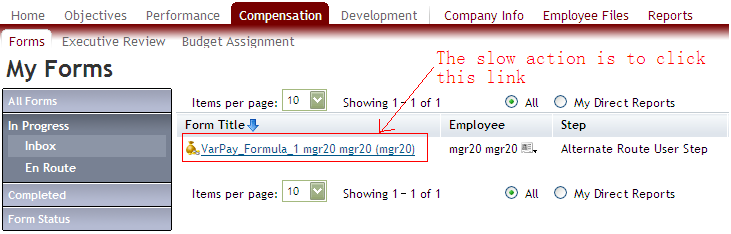 Home Objectives Performance Compensation Development Company Info Employee Files Reports
Forms Executive Review Budget Assignment
My Forms
The slow action is to click
this link
All Forms
In Progress
Inbox
En Route
Completed
Form Status
Items per page: 10 Showing 1 - 1 of 1 All My Direct Reports
Form Title Employee Step
VarPay_Formula_1 mgr20 mgr20 (mgr20) mgr20 mgr20 Alternate Route User Step
Items per page: 10 Showing 1 - 1 of 1 All My Direct Reports